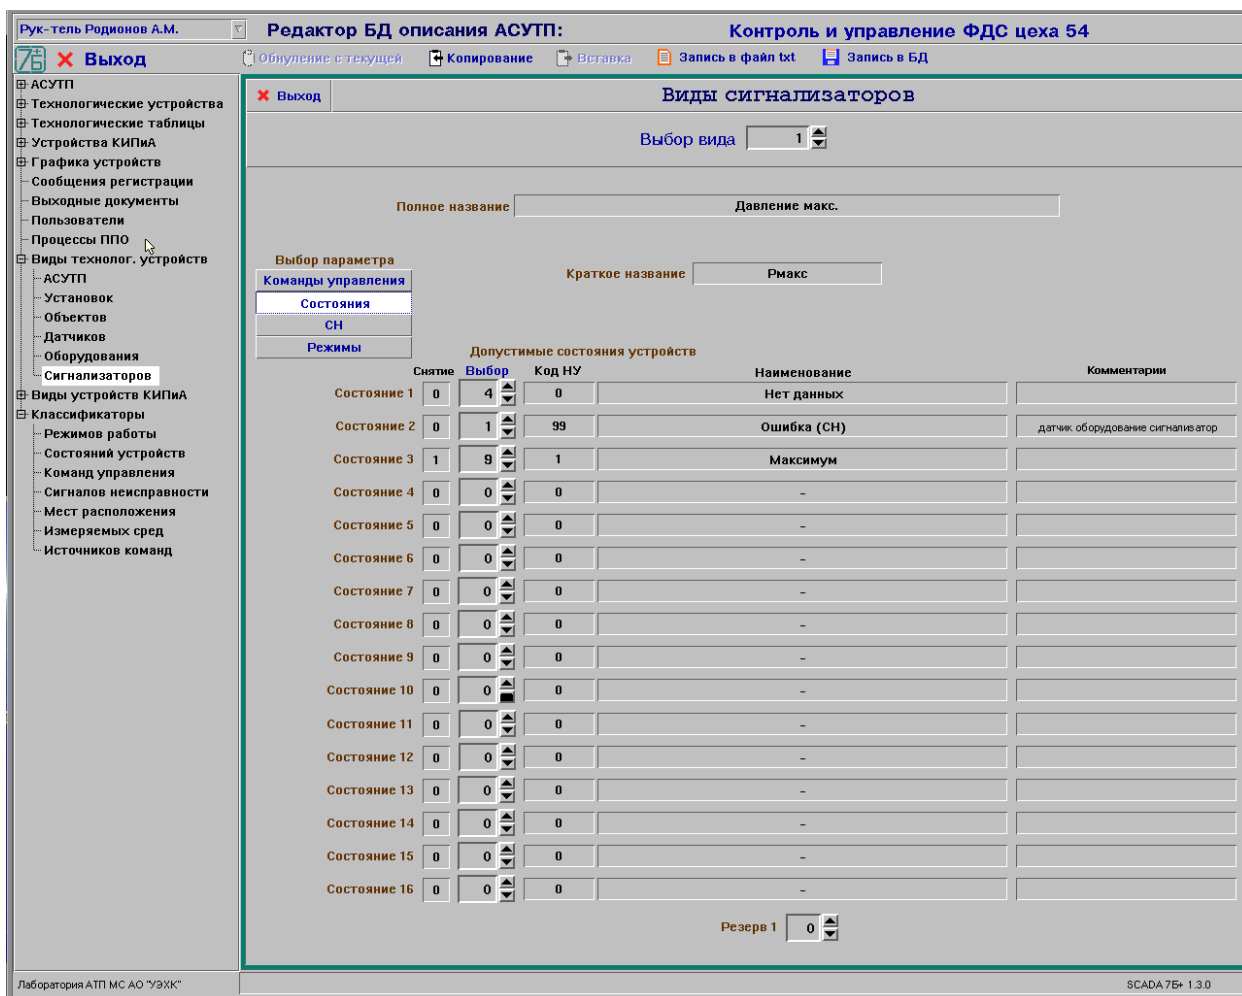 Рук-тель Родионов А.М.
Редактор БД описания АСУТП:
Контроль и управление ФДС цеха 54
7Б
Выход
Обнуление с текущей
Копирование
Вставка
Запись в файл txt
Запись в БД
АСУТП
Технологические устройства
Технологические таблицы
Устройства КИПиА
Графика устройств
Сообщения регистрации
Выходные документы
Пользователи
Процессы ППО
Виды технолог. устройств
АСУТП
Установок
Объектов
Датчиков
Оборудования
Сигнализаторов
Виды устройств КИПиА
Классификаторы
Режимов работы
Состояний устройств
Команд управления
Сигналов неисправности
Мест расположения
Измеряемых сред
Источников команд
Выход
Виды сигнализаторов
Выбор вида 1
Полное название Давление макс.
Выбор параметра
Краткое название Рмакс
Команды управления
Состояния
СН
Режимы
Допустимые состояния устройств
Снятие Выбор Код НУ Наименование Комментарии
Состояние 1 0 4 0 Нет данных
Состояние 2 0 1 99 Ошибка (СН) датчик оборудование сигнализатор
Состояние 3 1 9 1 Максимум
Состояние 4 0 0 0 -
Состояние 5 0 0 0 -
Состояние 6 0 0 0 -
Состояние 7 0 0 0 -
Состояние 8 0 0 0 -
Состояние 9 0 0 0 -
Состояние 10 0 0 0 -
Состояние 11 0 0 0 -
Состояние 12 0 0 0 -
Состояние 13 0 0 0 -
Состояние 14 0 0 0 -
Состояние 15 0 0 0 -
Состояние 16 0 0 0 -
Резерв 1 0
Лаборатория АТП МС АО "УЭХК"
SCADA 7Б+ 1.3.0